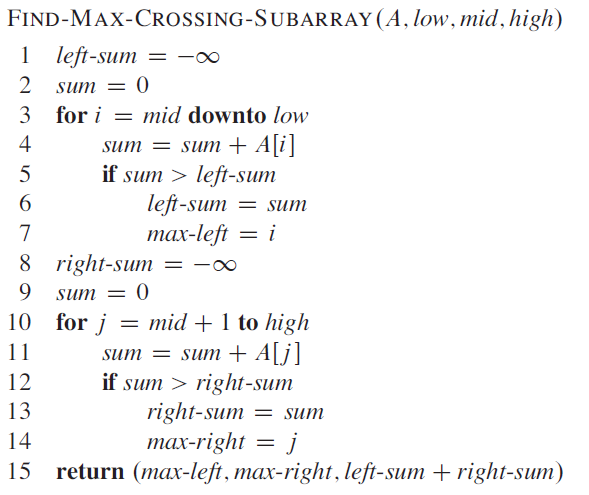 FIND-MAX-CROSSING-SUBARRAY(A, low, mid, high)
1 left-sum = −∞
2 sum = 0
3 for i = mid downto low
4 sum = sum + A[i]
5 if sum > left-sum
6 left-sum = sum
7 max-left = i
8 right-sum = −∞
9 sum = 0
10 for j = mid + 1 to high
11 sum = sum + A[j]
12 if sum > right-sum
13 right-sum = sum
14 max-right = j
15 return (max-left, max-right, left-sum + right-sum)